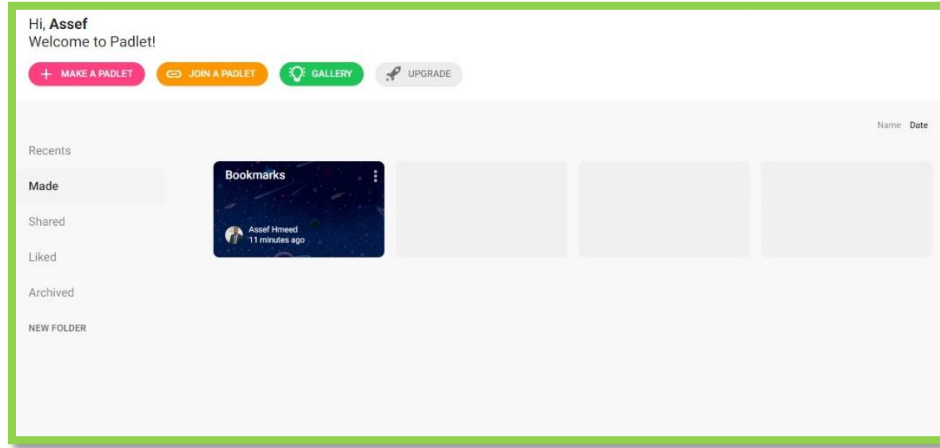 Hi, Assef
Welcome to Padlet!
MAKE A PADLET
JOIN A PADLET
GALLERY
UPGRADE
Name Date
Recents
Made
Shared
Liked
Archived
NEW FOLDER
Bookmarks
Assef Hmeed
11 minutes ago